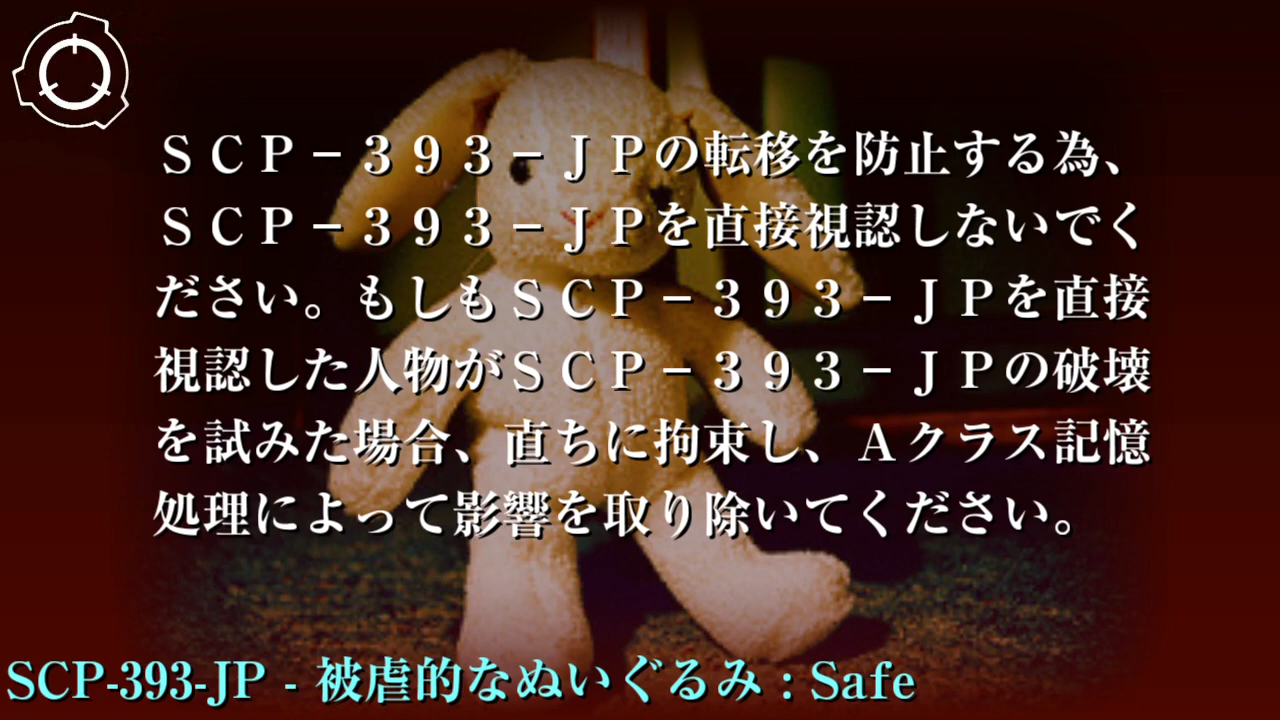 ＳＣＰ－３９３－ＪＰの転移を防止する為、
ＳＣＰ－３９３－ＪＰを直接視認しないでく
ださい。もしもＳＣＰ－３９３－ＪＰを直接
視認した人物がＳＣＰ－３９３－ＪＰの破壊
を試みた場合、直ちに拘束し、Ａクラス記憶
処理によって影響を取り除いてください。
SCP-393-JP - 被虐的なぬいぐるみ : Safe